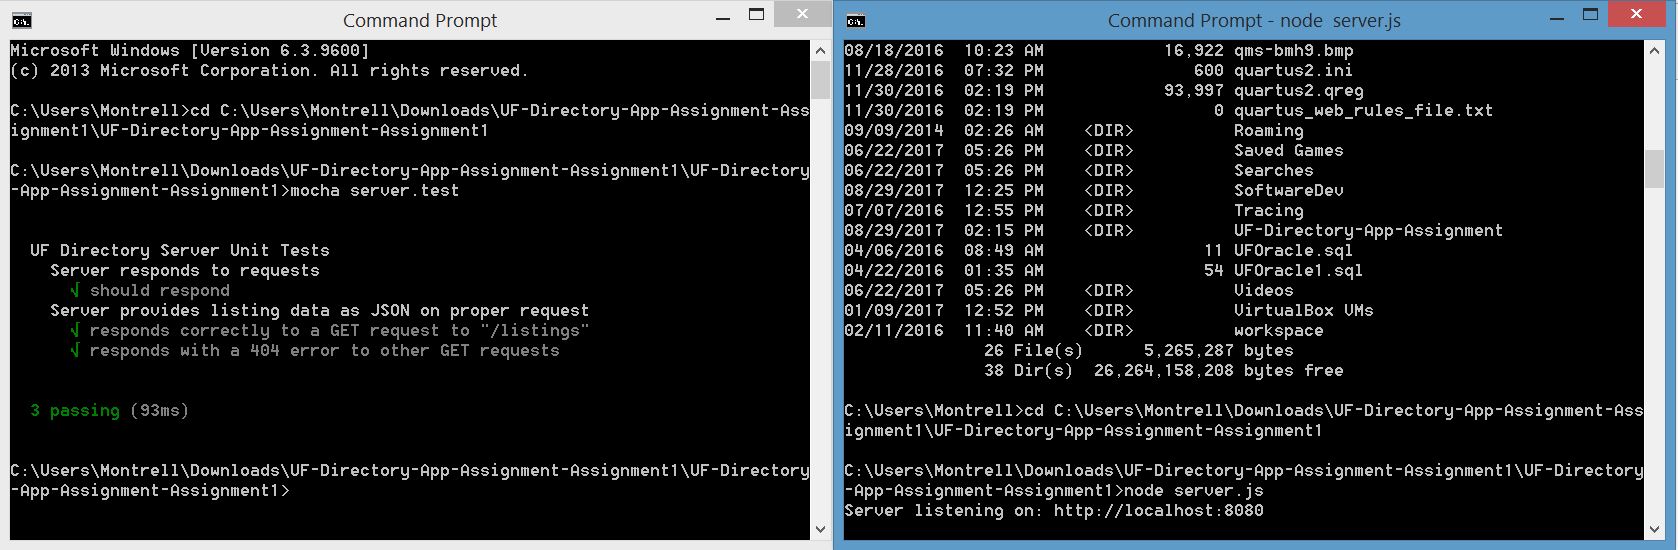 Command Prompt
Microsoft Windows [Version 6.3.9600]
(c) 2013 Microsoft Corporation. All rights reserved.
C:\Users\Montrell>cd C:\Users\Montrell\Downloads\UF-Directory-App-Assignment-Ass
ignment1\UF-Directory-App-Assignment-Assignment1
C:\Users\Montrell\Downloads\UF-Directory-App-Assignment-Assignment1\UF-Directory
-App-Assignment-Assignment1>mocha server.test
UF Directory Server Unit Tests
Server responds to requests
√ should respond
Server provides listing data as JSON on proper request
√ responds correctly to a GET request to "/listings"
√ responds with a 404 error to other GET requests
3 passing (93ms)
C:\Users\Montrell\Downloads\UF-Directory-App-Assignment-Assignment1\UF-Directory
-App-Assignment-Assignment1>
Command Prompt - node server.js
08/18/2016 10:23 AM 16,922 qms-bmh9.bmp
11/28/2016 07:32 PM 600 quartus2.ini
11/30/2016 02:19 PM 93,997 quartus2.qreg
11/30/2016 02:19 PM 0 quartus_web_rules_file.txt
09/09/2014 02:26 AM <DIR> Roaming
06/22/2017 05:26 PM <DIR> Saved Games
06/22/2017 05:26 PM <DIR> Searches
08/29/2017 12:25 PM <DIR> SoftwareDev
07/07/2016 12:55 PM <DIR> Tracing
08/29/2017 02:15 PM <DIR> UF-Directory-App-Assignment
04/06/2016 08:49 AM 11 UFOracle.sql
04/22/2016 01:35 AM 54 UFOracle1.sql
06/22/2017 05:26 PM <DIR> Videos
01/09/2017 12:52 PM <DIR> VirtualBox VMs
02/11/2016 11:40 AM <DIR> workspace
26 File(s) 5,265,287 bytes
38 Dir(s) 26,264,158,208 bytes free
C:\Users\Montrell>cd C:\Users\Montrell\Downloads\UF-Directory-App-Assignment-Ass
ignment1\UF-Directory-App-Assignment-Assignment1
C:\Users\Montrell\Downloads\UF-Directory-App-Assignment-Assignment1\UF-Directory
-App-Assignment-Assignment1>node server.js
Server listening on: http://localhost:8080